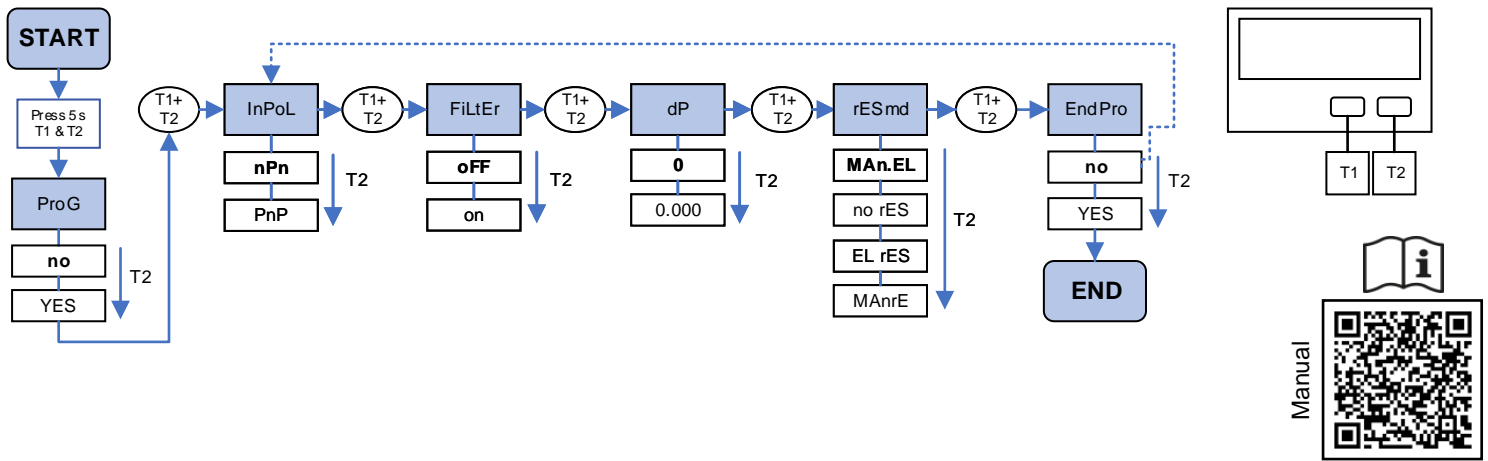 START
Press 5 s
T1 & T2
ProG
no
YES
T2
T1+
T2
InPoL
nPn
PnP
T2
T1+
T2
FiLtEr
oFF
on
T2
T1+
T2
dP
0
0.000
T2
T1+
T2
rESmd
MAn.EL
no rES
EL rES
MAnrE
T2
T1+
T2
EndPro
no
YES
T2
END
T1
T2
i
Manual